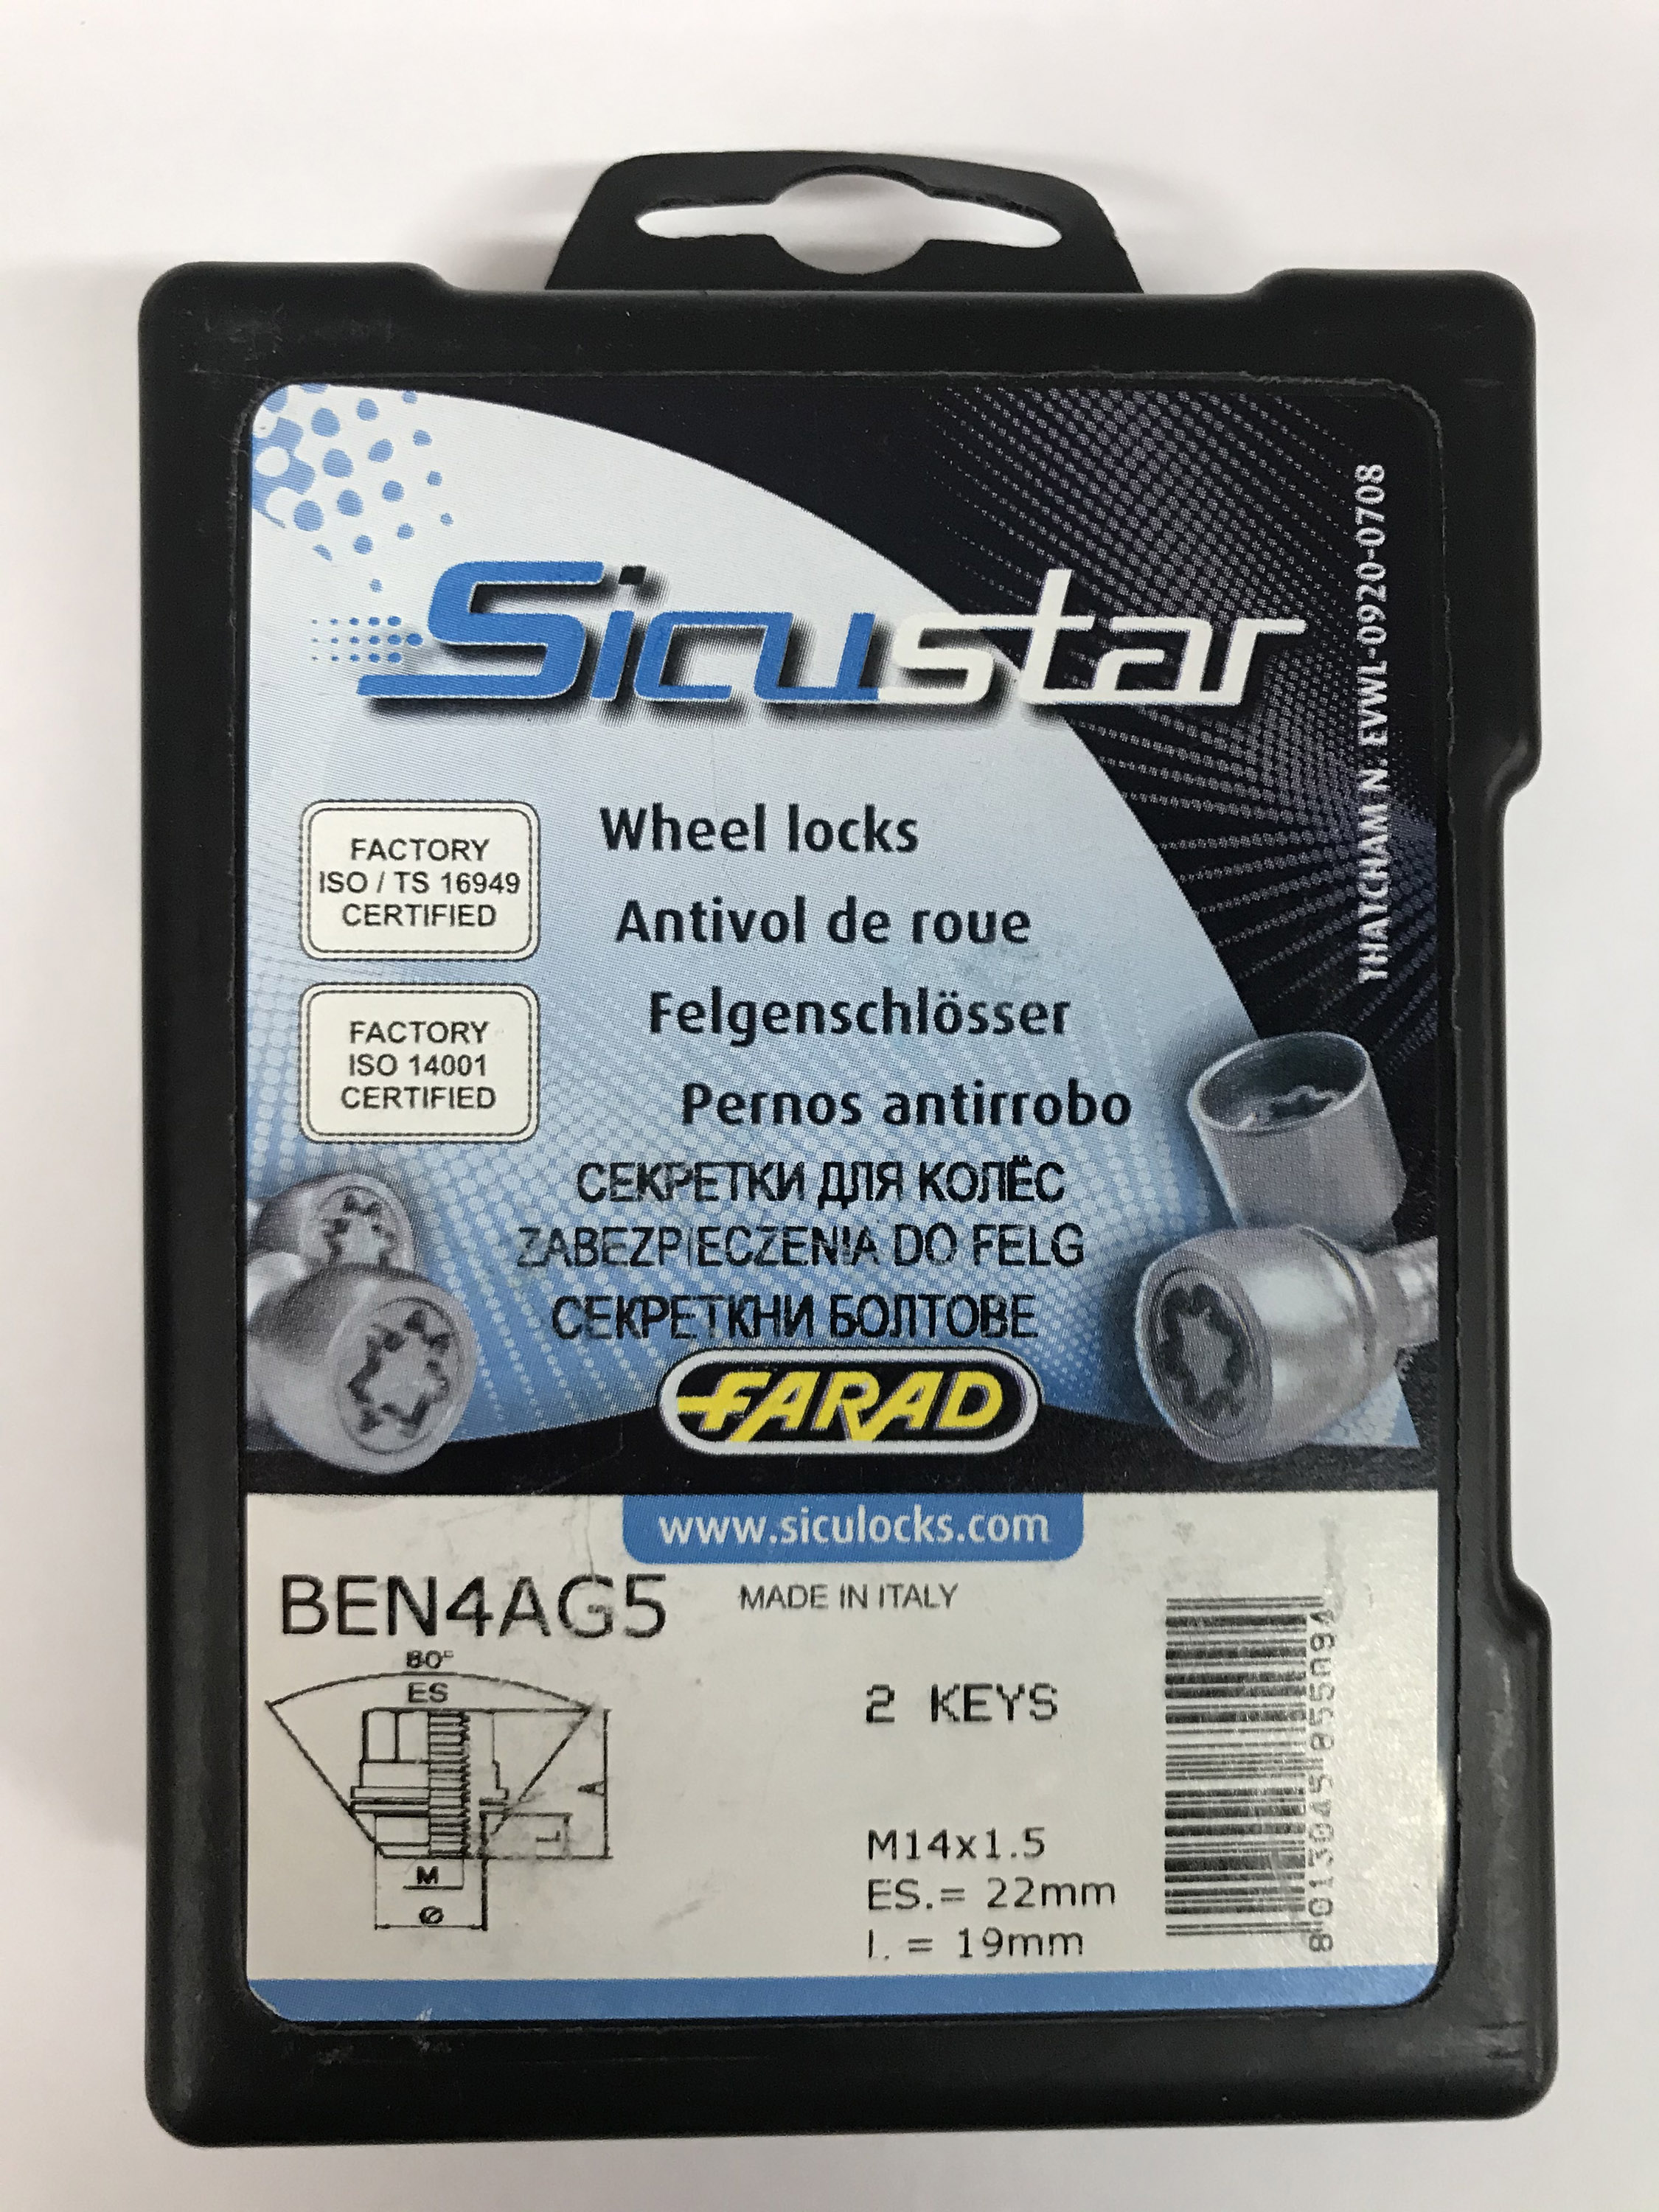 Sicustar
THATCHAM N. EVWL-0920-0708
FACTORY
ISO / TS 16949
CERTIFIED
FACTORY
ISO 14001
CERTIFIED
Wheel locks
Antivol de roue
Felgenschlösser
Pernos antirrobo
СЕКРЕТКИ ДЛЯ КОЛЁС
ZABEZPIECZENIA DO FELG
СЕКРЕТКНИ БОЛТОВЕ
FARAD
www.siculocks.com
BEN4AG5
MADE IN ITALY
ES
A
L
M
Ø
2 KEYS
M14x1.5
ES.= 22mm
L. = 19mm